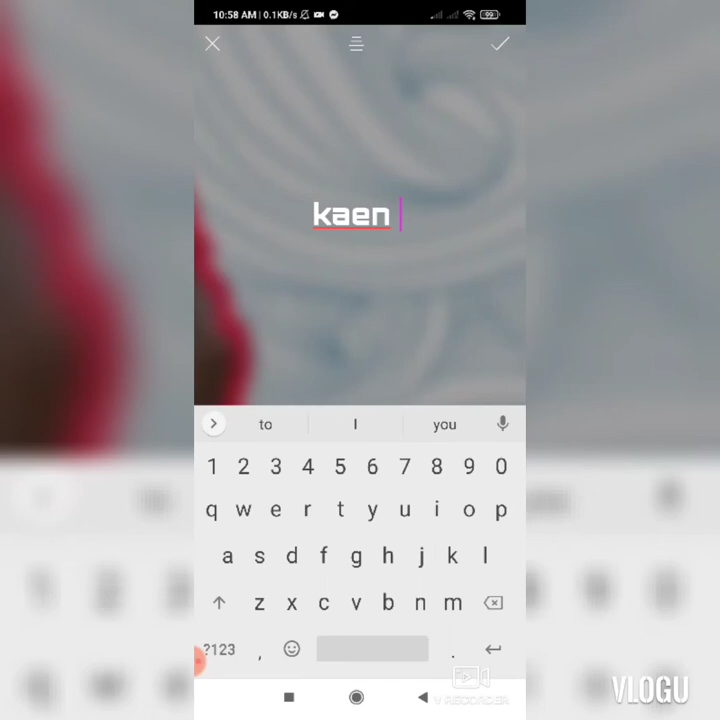 10:58 AM | 0.1KB/s
99
kaen
to I you
1 2 3 4 5 6 7 8 9 0
q w e r t y u i o p
a s d f g h j k l
z x c v b n m
?123 , .
V RECORDER
VLOGU